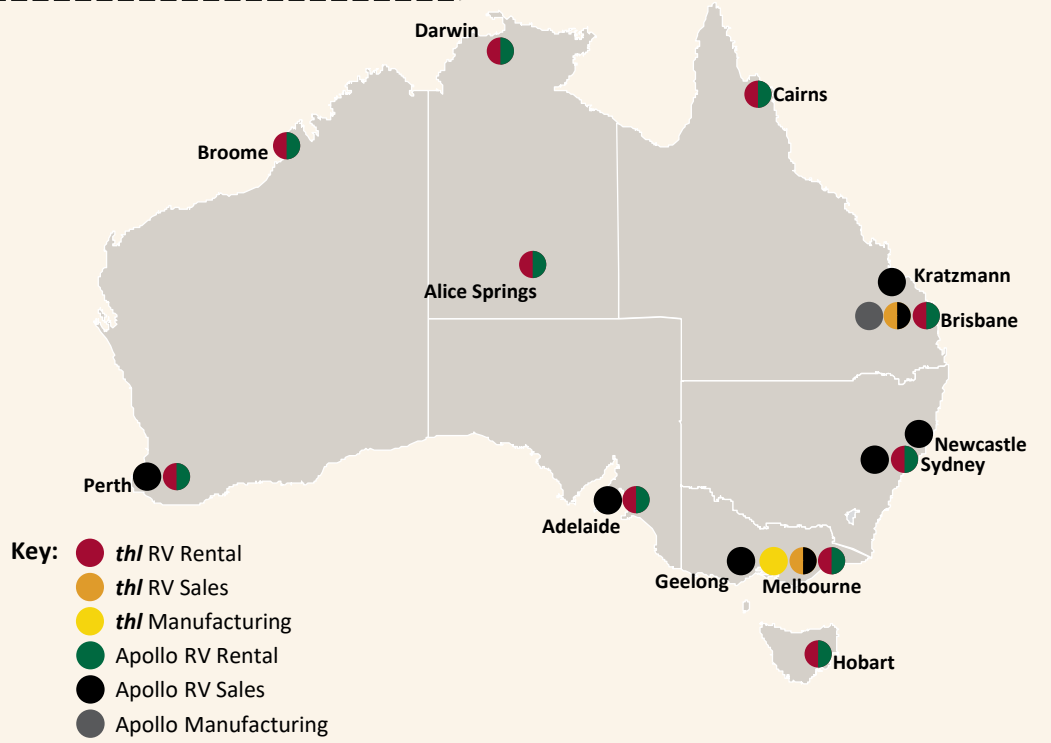 Darwin
Cairns
Broome
Alice Springs
Kratzmann
Brisbane
Newcastle
Sydney
Perth
Adelaide
Geelong
Melbourne
Hobart
Key:
thl RV Rental
thl RV Sales
thl Manufacturing
Apollo RV Rental
Apollo RV Sales
Apollo Manufacturing